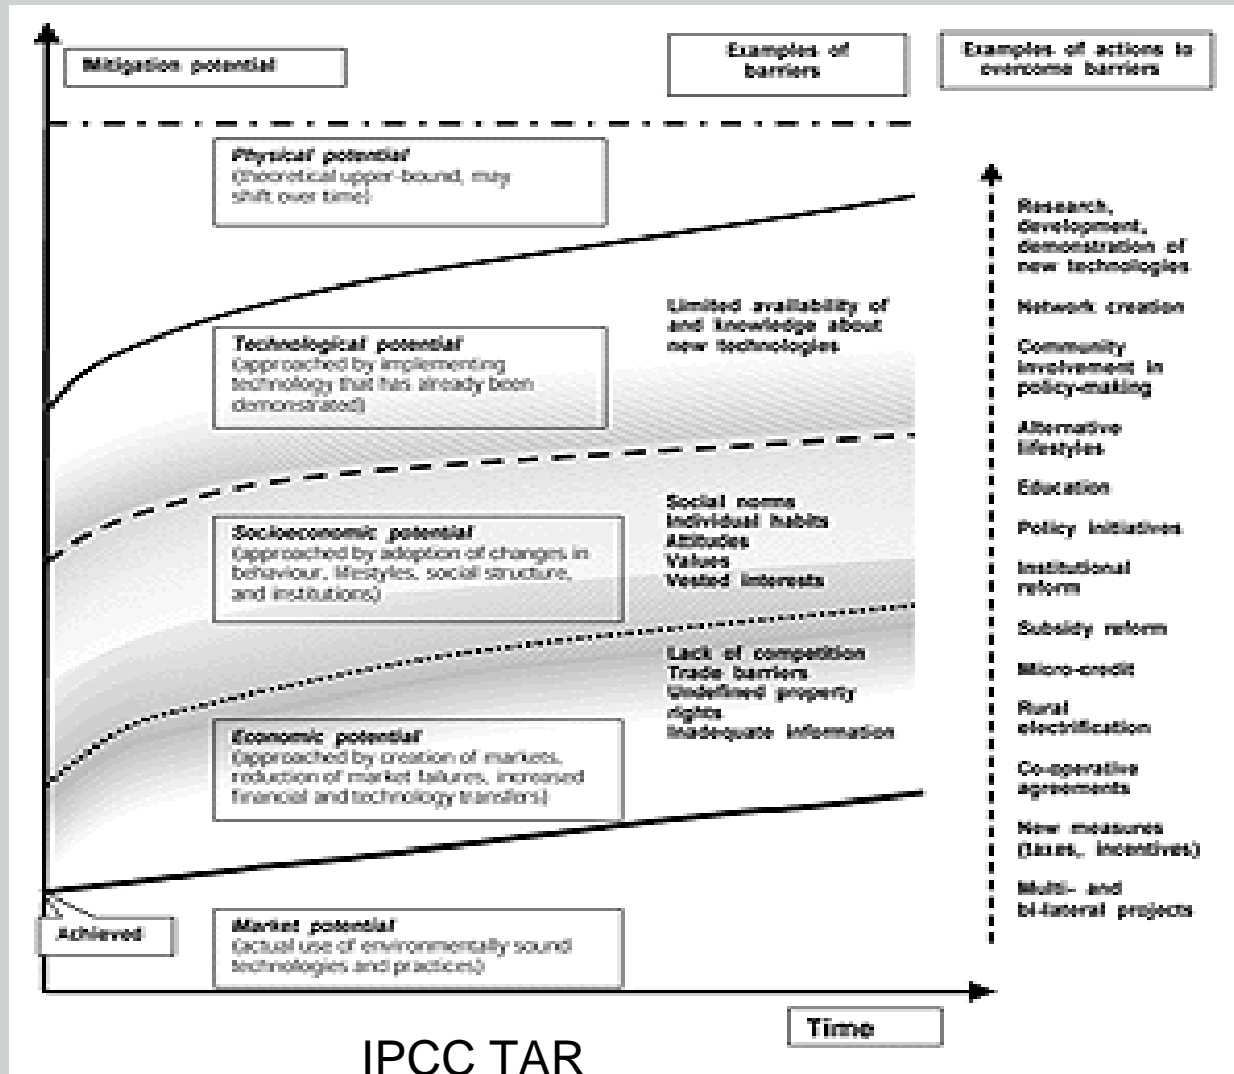 Mitigation potential
Examples of
barriers
Examples of actions to
overcome barriers
Physical potential
(theoretical upper-bound, may
shift over time)
Technological potential
(approached by implementing
technology that has already been
demonstrated)
Socioeconomic potential
(approached by adoption of changes in
behaviour, lifestyles, social structure,
and institutions)
Economic potential
(approached by creation of markets,
reduction of market failures, increased
financial and technology transfers)
Achieved
Market potential
(actual use of environmentally sound
technologies and practices)
Limited availability of
and knowledge about
new technologies
Social norms
Individual habits
Attitudes
Values
Vested interests
Lack of competition
Trade barriers
Undefined property
rights
Inadequate information
Research,
development,
demonstration of
new technologies
Network creation
Community
involvement in
policy-making
Alternative
lifestyles
Education
Policy initiatives
Institutional
reform
Subsidy reform
Micro-credit
Rural
electrification
Co-operative
agreements
New measures
(taxes, incentives)
Multi- and
bi-lateral projects
Time
IPCC TAR